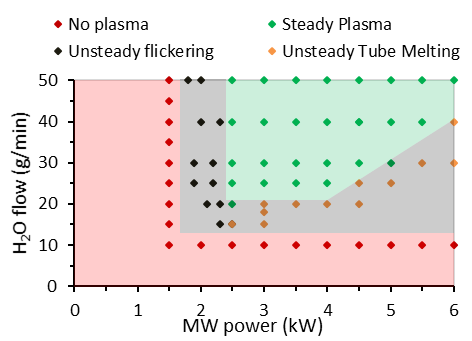 No plasma
Steady Plasma
Unsteady flickering
Unsteady Tube Melting
H₂O flow (g/min)
50
40
30
20
10
0
0 1 2 3 4 5 6
MW power (kW)